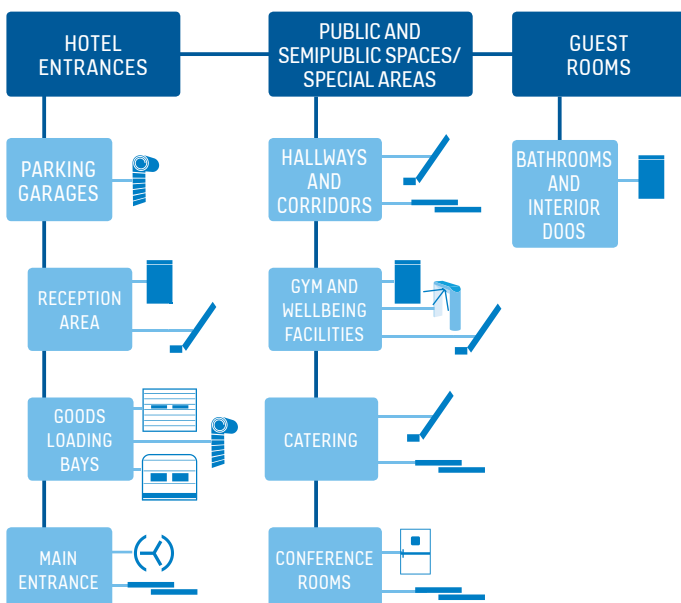 HOTEL
ENTRANCES
PUBLIC AND
SEMIPUBLIC SPACES/
SPECIAL AREAS
GUEST
ROOMS
PARKING
GARAGES
HALLWAYS
AND
CORRIDORS
BATHROOMS
AND
INTERIOR
DOOS
RECEPTION
AREA
GYM AND
WELLBEING
FACILITIES
GOODS
LOADING
BAYS
CATERING
MAIN
ENTRANCE
CONFERENCE
ROOMS